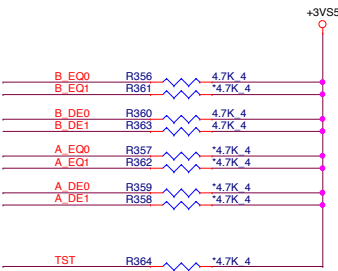 +3VS5
B_EQ0 R356 4.7K_4
B_EQ1 R361 *4.7K_4
B_DE0 R360 4.7K_4
B_DE1 R363 4.7K_4
A_EQ0 R357 *4.7K_4
A_EQ1 R362 *4.7K_4
A_DE0 R359 *4.7K_4
A_DE1 R358 *4.7K_4
TST R364 *4.7K_4